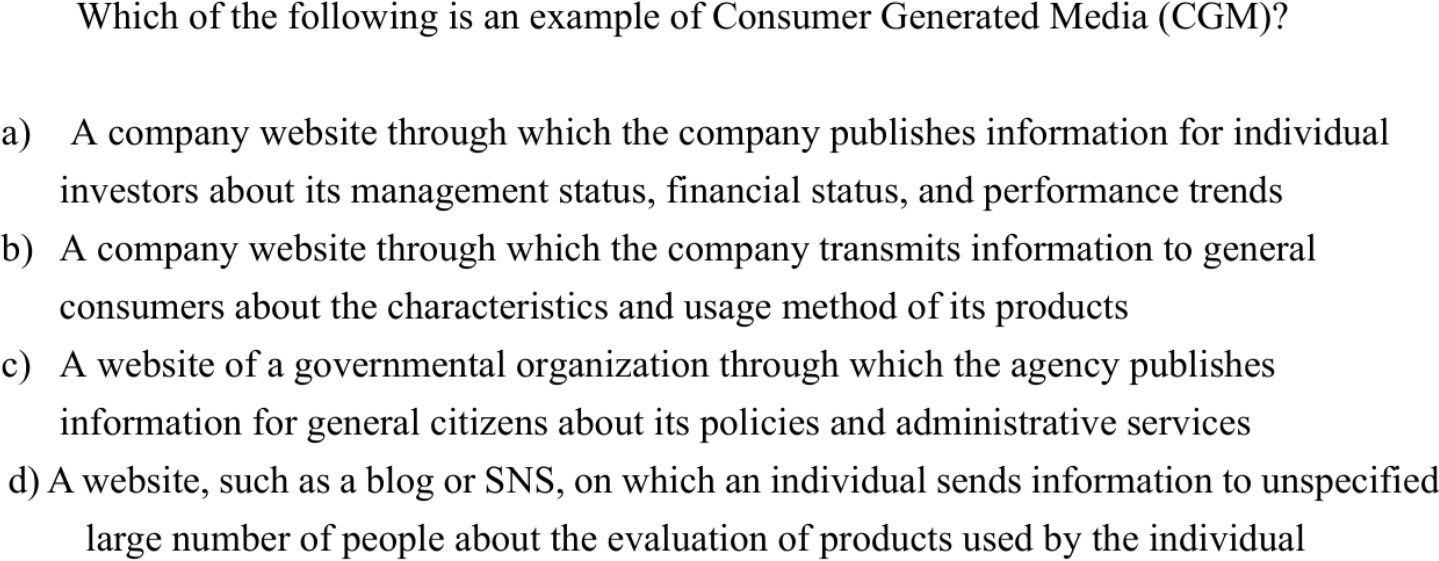 Which of the following is an example of Consumer Generated Media (CGM)?
a) A company website through which the company publishes information for individual
investors about its management status, financial status, and performance trends
b) A company website through which the company transmits information to general
consumers about the characteristics and usage method of its products
c) A website of a governmental organization through which the agency publishes
information for general citizens about its policies and administrative services
d) A website, such as a blog or SNS, on which an individual sends information to unspecified
large number of people about the evaluation of products used by the individual